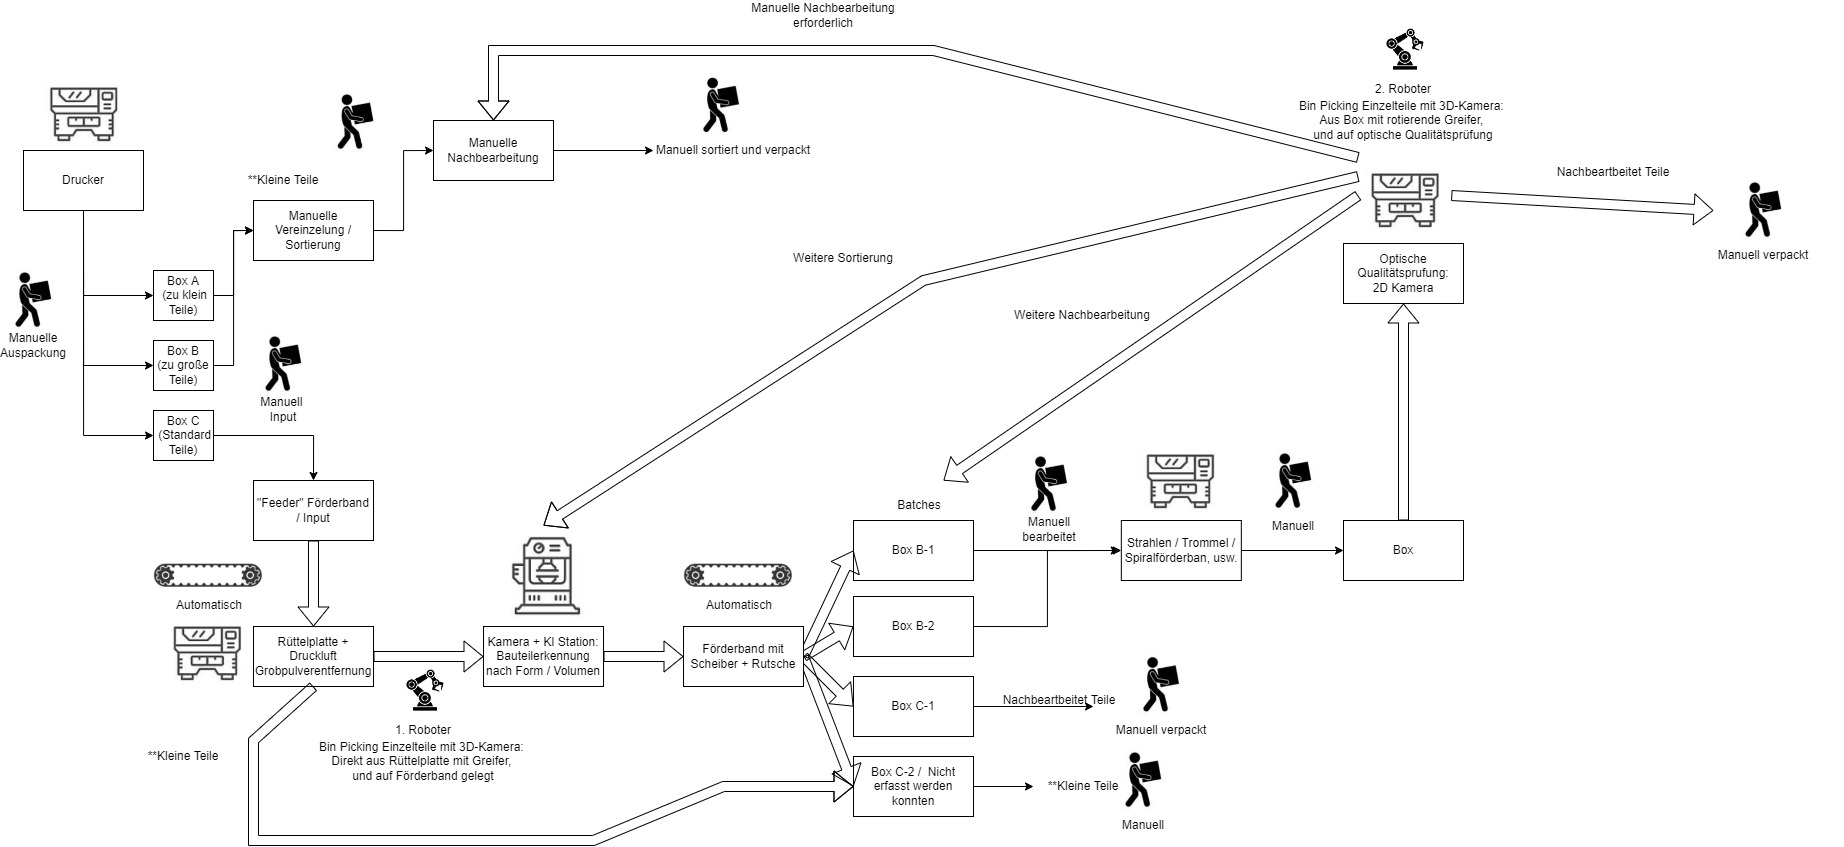 Manuelle Nachbearbeitung
erforderlich
2. Roboter
Bin Picking Einzelteile mit 3D-Kamera:
Aus Box mit rotierende Greifer,
und auf optische Qualitätsprüfung
Drucker
Manuelle
Nachbearbeitung
Manuell sortiert und verpackt
**Kleine Teile
Manuelle
Vereinzelung /
Sortierung
Nachbeartbeitet Teile
Manuell verpackt
Weitere Sortierung
Optische
Qualitätsprufung:
2D Kamera
Manuelle
Auspackung
Box A
(zu klein
Teile)
Box B
(zu große
Teile)
Manuell
Input
Box C
(Standard
Teile)
Weitere Nachbearbeitung
"Feeder" Förderband
/ Input
Batches
Box B-1
Manuell
bearbeitet
Strahlen / Trommel /
Spiralförderban, usw.
Manuell
Box
Automatisch
Rüttelplatte +
Druckluft
Grobpulverentfernung
Kamera + KI Station:
Bauteilerkennung
nach Form / Volumen
Automatisch
Förderband mit
Scheiber + Rutsche
Box B-2
Box C-1
Nachbeartbeitet Teile
Manuell verpackt
1. Roboter
Bin Picking Einzelteile mit 3D-Kamera:
Direkt aus Rüttelplatte mit Greifer,
und auf Förderband gelegt
**Kleine Teile
Box C-2 / Nicht
erfasst werden
konnten
**Kleine Teile
Manuell